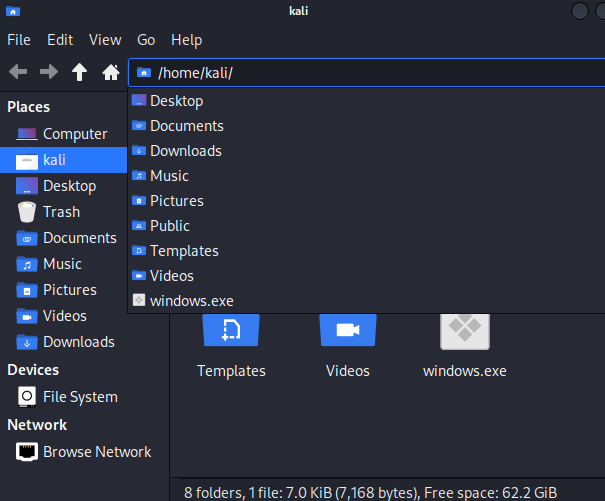 kali
File Edit View Go Help
/home/kali/
Places
Computer
kali
Desktop
Trash
Documents
Music
Pictures
Videos
Downloads
Devices
File System
Network
Browse Network
Desktop
Documents
Downloads
Music
Pictures
Public
Templates
Videos
windows.exe
Templates Videos windows.exe
8 folders, 1 file: 7.0 KiB (7,168 bytes), Free space: 62.2 GiB